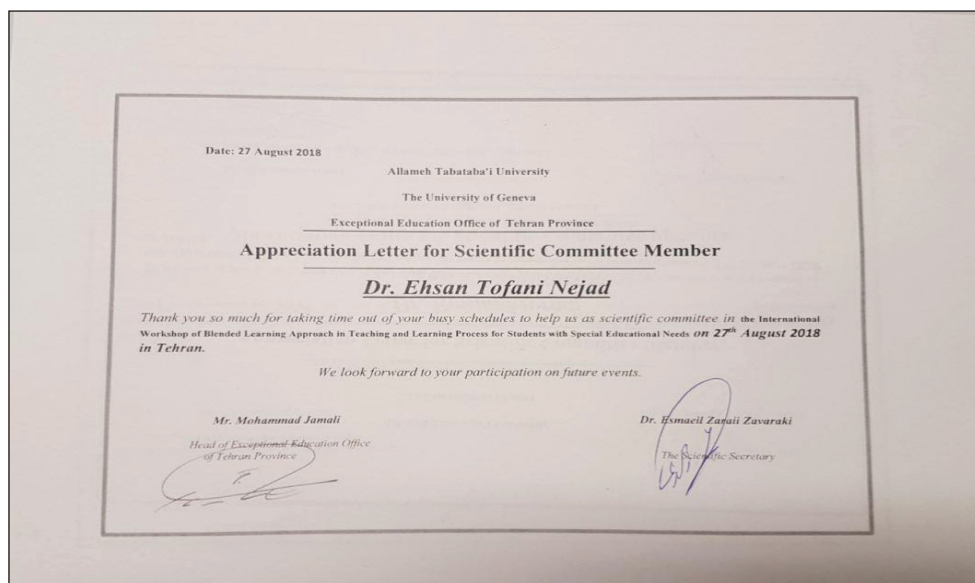 Date: 27 August 2018
Allameh Tabataba'i University
The University of Geneva
Exceptional Education Office of Tehran Province
Appreciation Letter for Scientific Committee Member
Dr. Ehsan Tofani Nejad
Thank you so much for taking time out of your busy schedules to help us as scientific committee in the International
Workshop of Blended Learning Approach in Teaching and Learning Process for Students with Special Educational Needs on 27th August 2018
in Tehran.
We look forward to your participation on future events.
Mr. Mohammad Jamali
Dr. Esmaeil Zaraii Zavaraki
Head of Exceptional Education Office
of Tehran Province
The Scientific Secretary